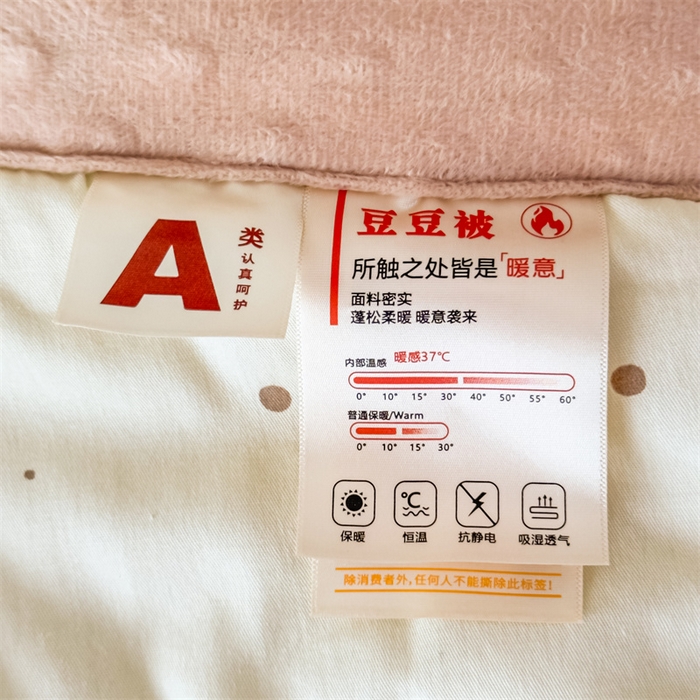 A
类
认真呵护
豆豆被
所触之处皆是「暖意」
面料密实
蓬松柔暖 暖意袭来
内部温感 暖感37℃
0° 10° 15° 30° 40° 50° 55° 60°
普通保暖/Warm
0° 10° 15° 30°
℃
保暖 恒温 抗静电 吸湿透气
除消费者外,任何人不能撕除此标签!